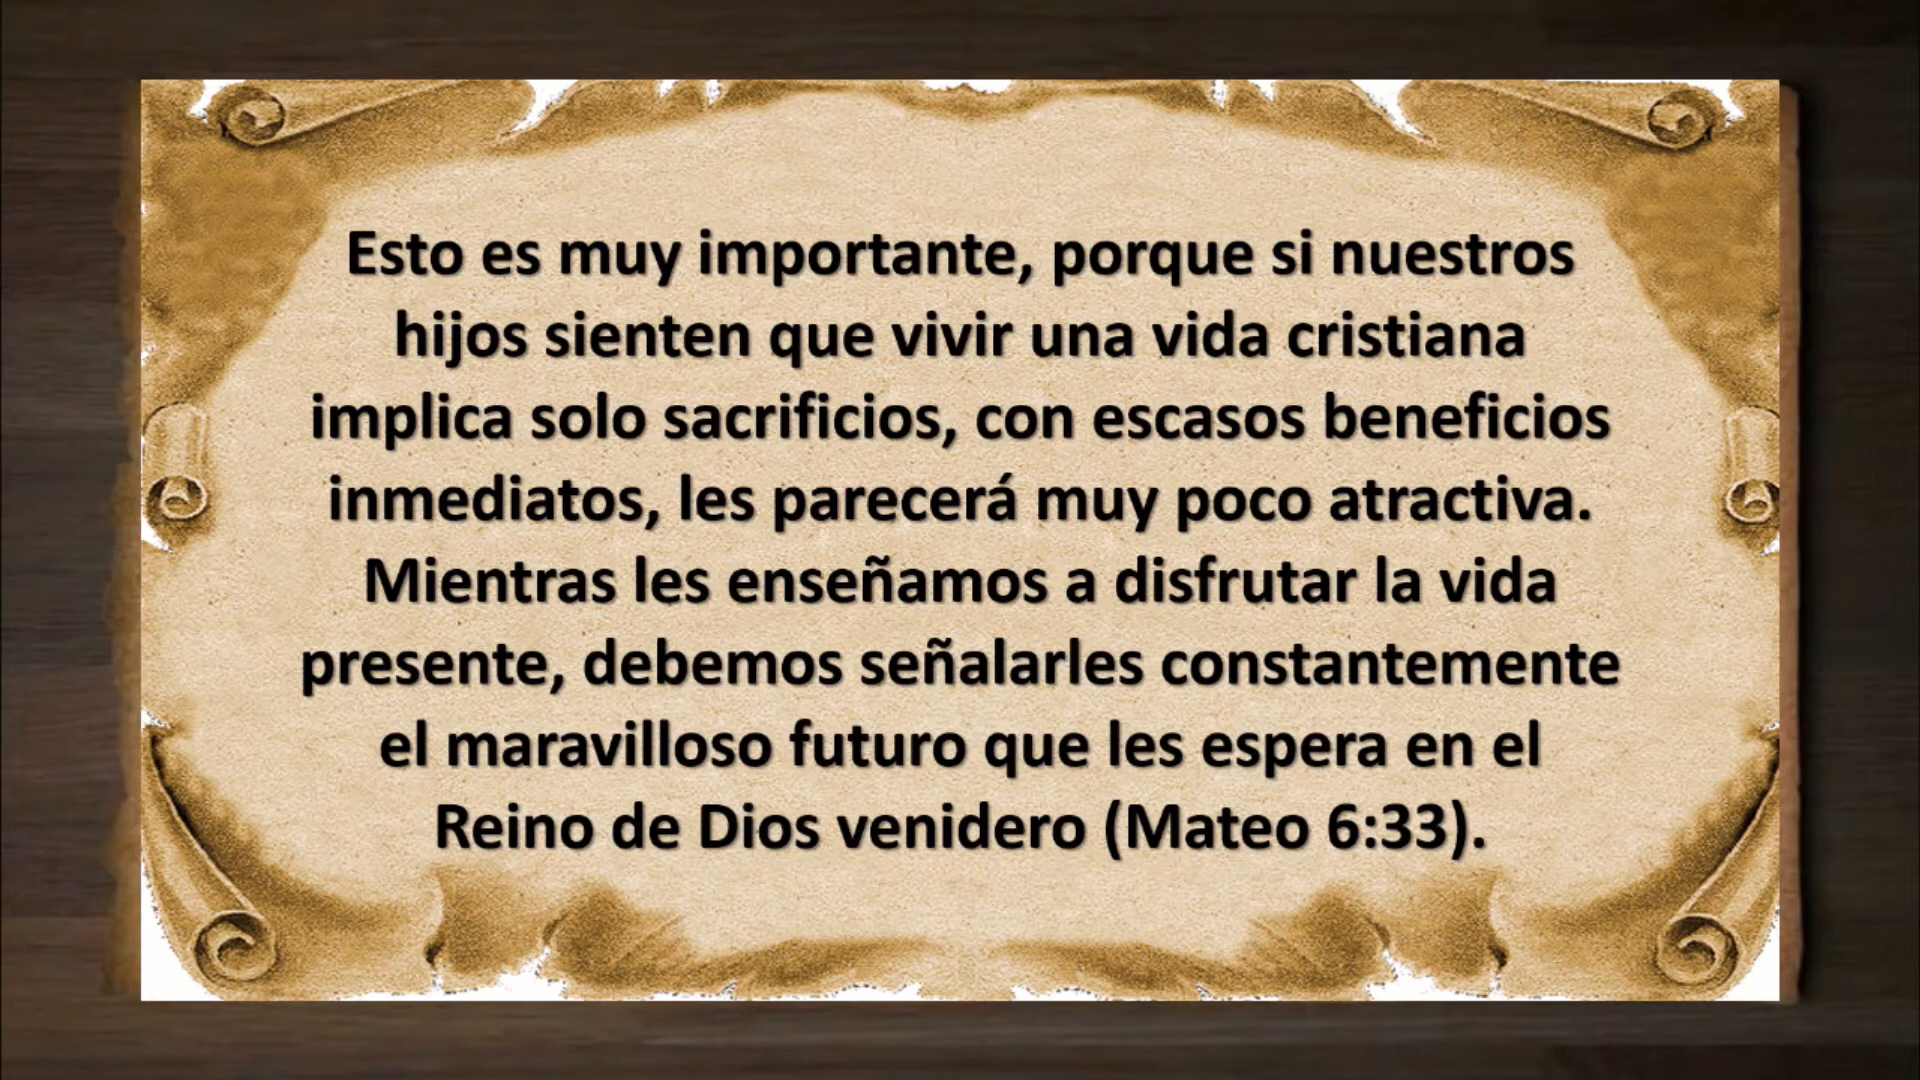 Esto es muy importante, porque si nuestros
hijos sienten que vivir una vida cristiana
implica solo sacrificios, con escasos beneficios
inmediatos, les parecerá muy poco atractiva.
Mientras les enseñamos a disfrutar la vida
presente, debemos señalarles constantemente
el maravilloso futuro que les espera en el
Reino de Dios venidero (Mateo 6:33).